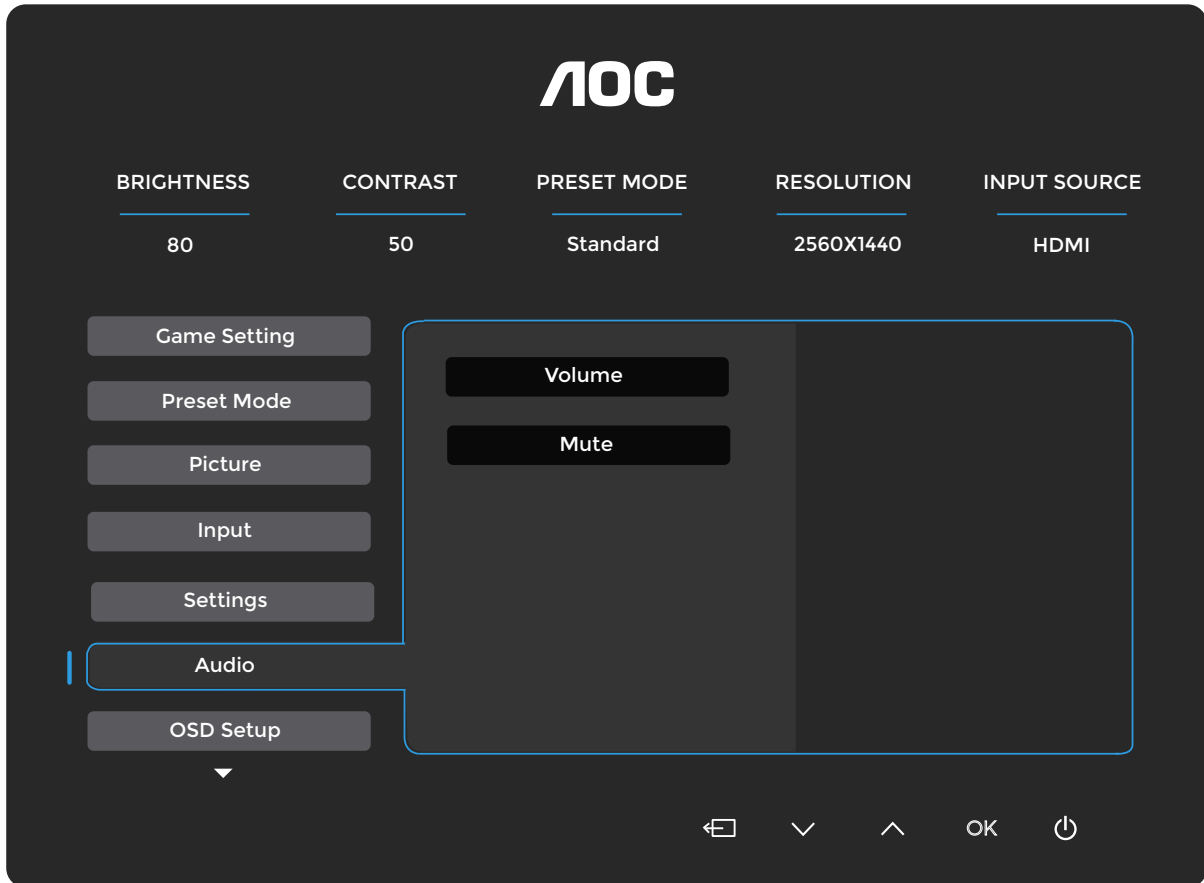 AOC
BRIGHTNESS CONTRAST PRESET MODE RESOLUTION INPUT SOURCE
80 50 Standard 2560X1440 HDMI
Game Setting
Preset Mode
Picture
Input
Settings
Audio
OSD Setup
Volume
Mute
OK